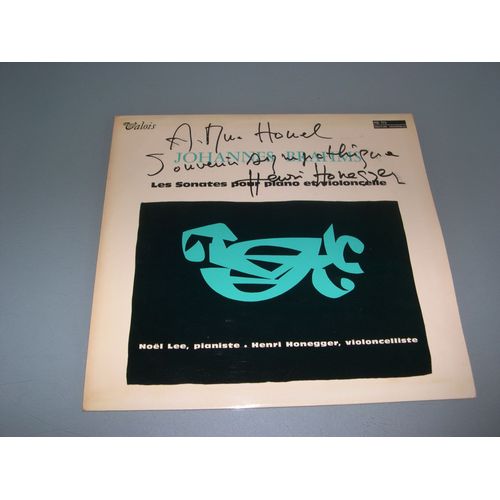 Valois
A. Mme Houel
JOHANNES BRAHMS
Souvenir sympathique
Henri Honegger
Les Sonates pour piano et violoncelle
Noël Lee, pianiste . Henri Honegger, violoncelliste